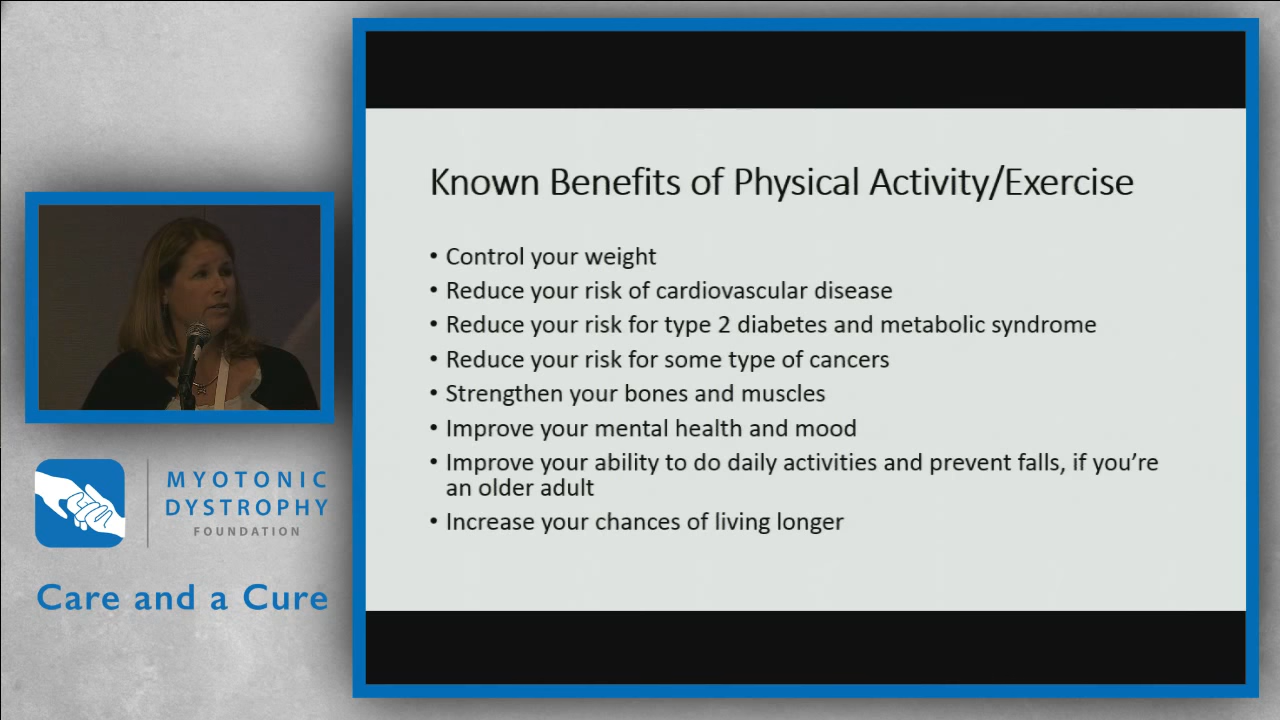 Known Benefits of Physical Activity/Exercise
• Control your weight
• Reduce your risk of cardiovascular disease
• Reduce your risk for type 2 diabetes and metabolic syndrome
• Reduce your risk for some type of cancers
• Strengthen your bones and muscles
• Improve your mental health and mood
• Improve your ability to do daily activities and prevent falls, if you're
an older adult
• Increase your chances of living longer
MYOTONIC
DYSTROPHY
FOUNDATION
Care and a Cure